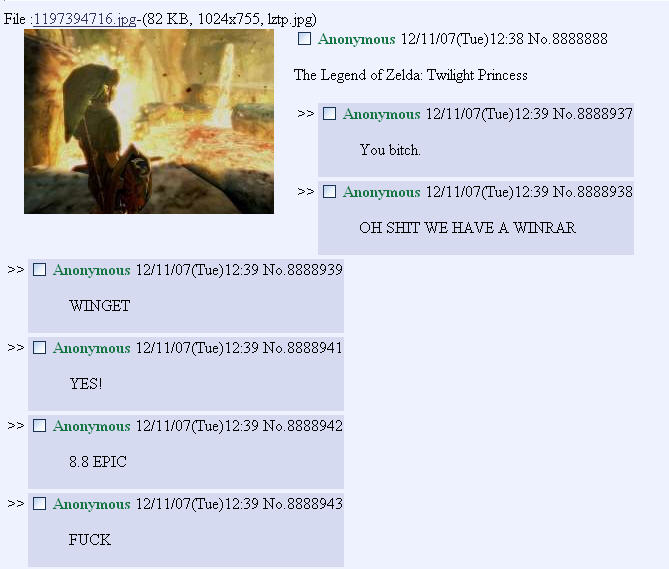 File :1197394716.jpg-(82 KB, 1024x755, lztp.jpg)
Anonymous 12/11/07(Tue)12:38 No.8888888
The Legend of Zelda: Twilight Princess
>> Anonymous 12/11/07(Tue)12:39 No.8888937
You bitch.
>> Anonymous 12/11/07(Tue)12:39 No.8888938
OH SHIT WE HAVE A WINRAR
>> Anonymous 12/11/07(Tue)12:39 No.8888939
WINGET
>> Anonymous 12/11/07(Tue)12:39 No.8888941
YES!
>> Anonymous 12/11/07(Tue)12:39 No.8888942
8.8 EPIC
>> Anonymous 12/11/07(Tue)12:39 No.8888943
FUCK